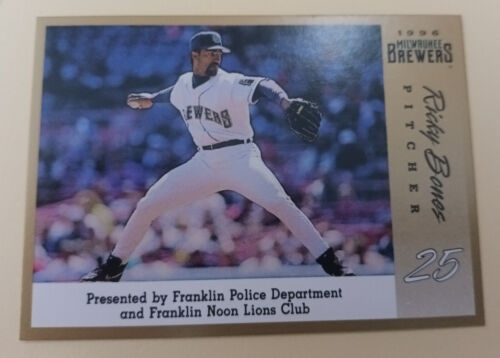 1996
MILWAUKEE
BREWERS
PITCHER
Ricky Bones
25
BREWERS
Presented by Franklin Police Department
and Franklin Noon Lions Club